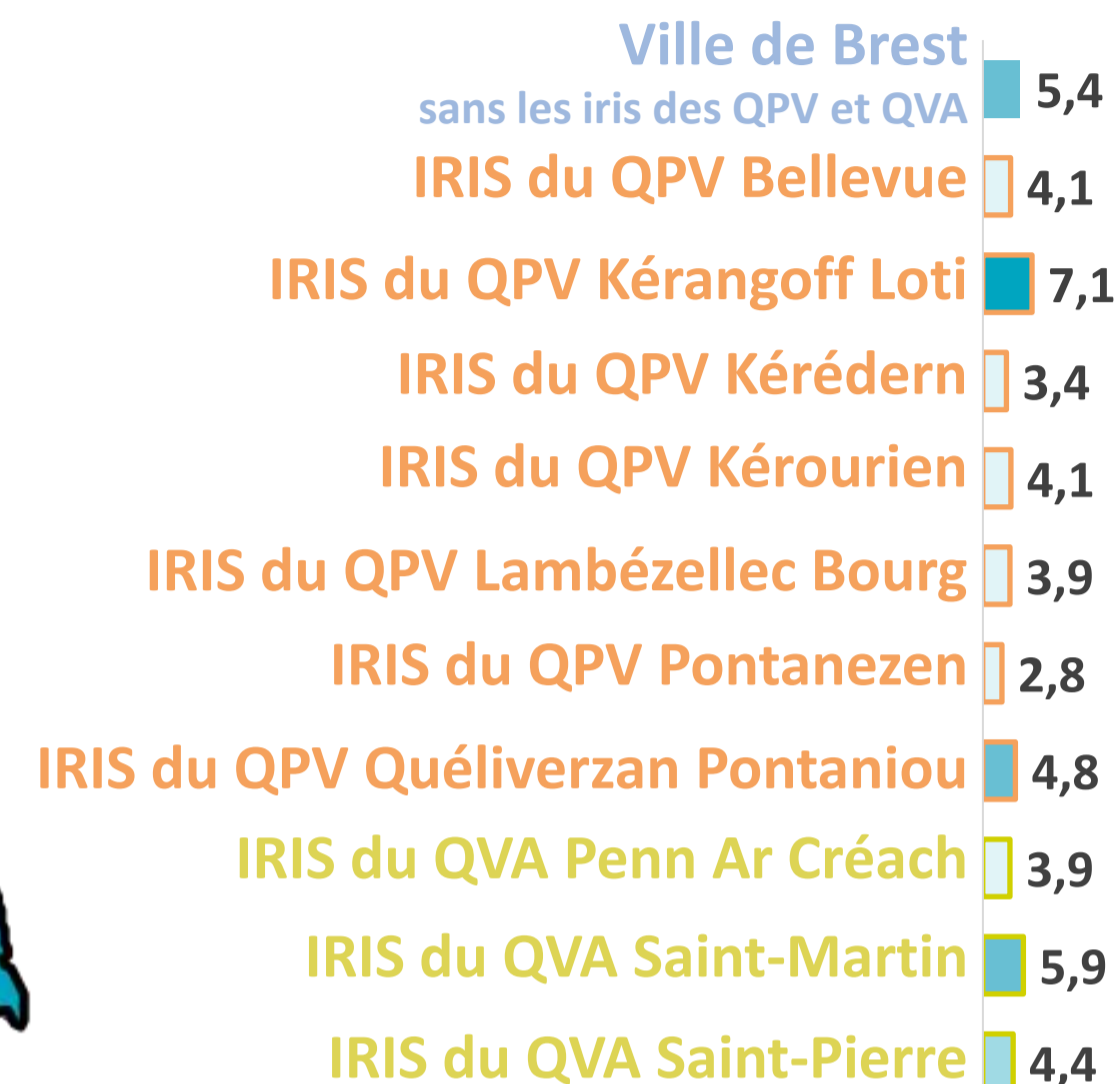 Ville de Brest
sans les iris des QPV et QVA 5,4
IRIS du QPV Bellevue 4,1
IRIS du QPV Kérangoff Loti 7,1
IRIS du QPV Kérédern 3,4
IRIS du QPV Kérourien 4,1
IRIS du QPV Lambézellec Bourg 3,9
IRIS du QPV Pontanezen 2,8
IRIS du QPV Quéliverzan Pontaniou 4,8
IRIS du QVA Penn Ar Créach 3,9
IRIS du QVA Saint-Martin 5,9
IRIS du QVA Saint-Pierre 4,4